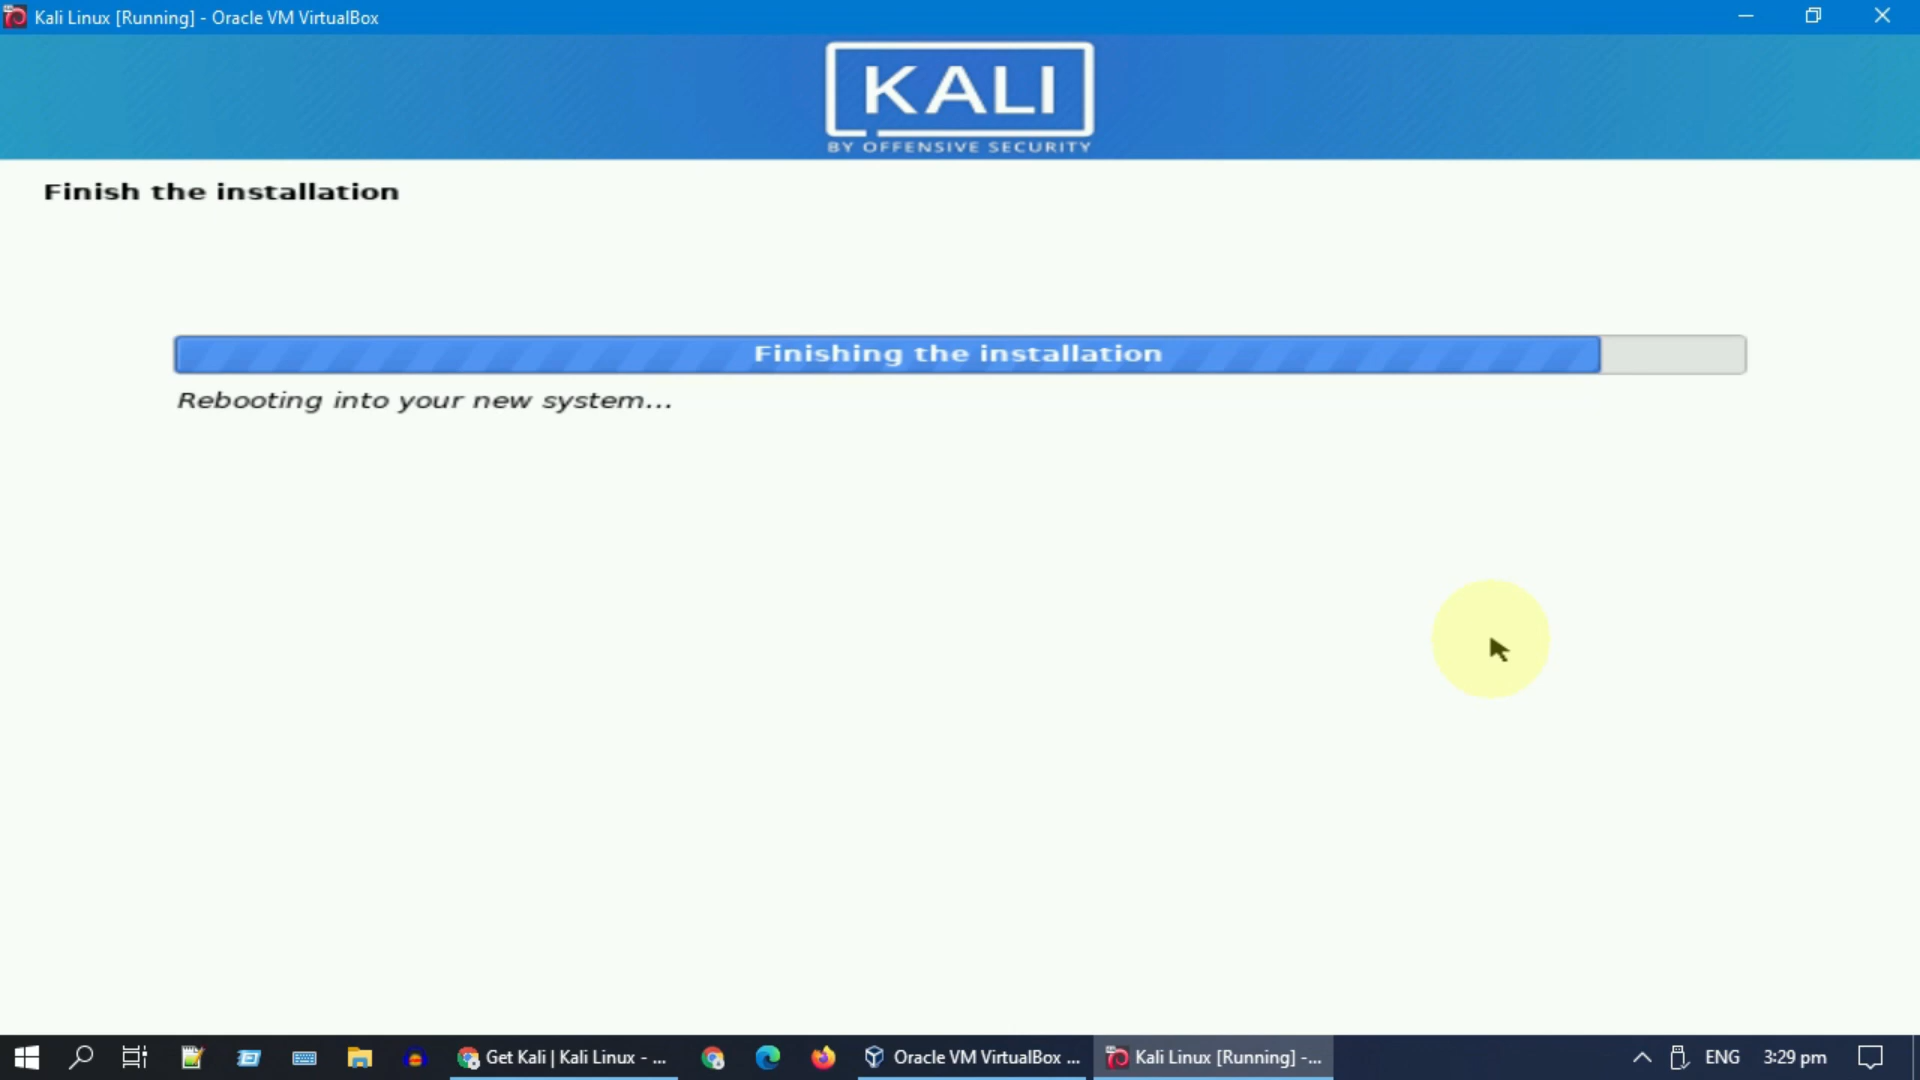 Kali Linux [Running] - Oracle VM VirtualBox
KALI
BY OFFENSIVE SECURITY
Finish the installation
Finishing the installation
Rebooting into your new system...
Get Kali | Kali Linux - ...
Oracle VM VirtualBox ...
Kali Linux [Running] -...
ENG
3:29 pm